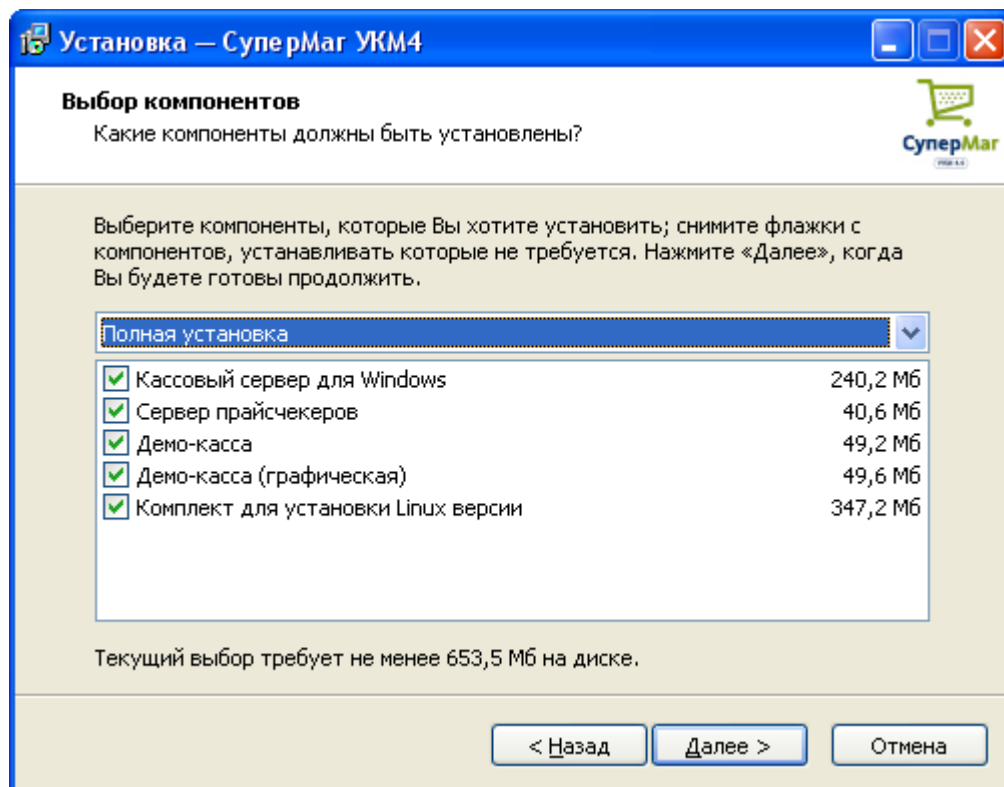 Установка — СуперМаг УКМ4
Выбор компонентов
Какие компоненты должны быть установлены?
СуперМаг
Выберите компоненты, которые Вы хотите установить; снимите флажки с
компонентов, устанавливать которые не требуется. Нажмите «Далее», когда
Вы будете готовы продолжить.
Полная установка
Кассовый сервер для Windows 240,2 Мб
Сервер прайсчекеров 40,6 Мб
Демо-касса 49,2 Мб
Демо-касса (графическая) 49,6 Мб
Комплект для установки Linux версии 347,2 Мб
Текущий выбор требует не менее 653,5 Мб на диске.
< Назад Далее > Отмена